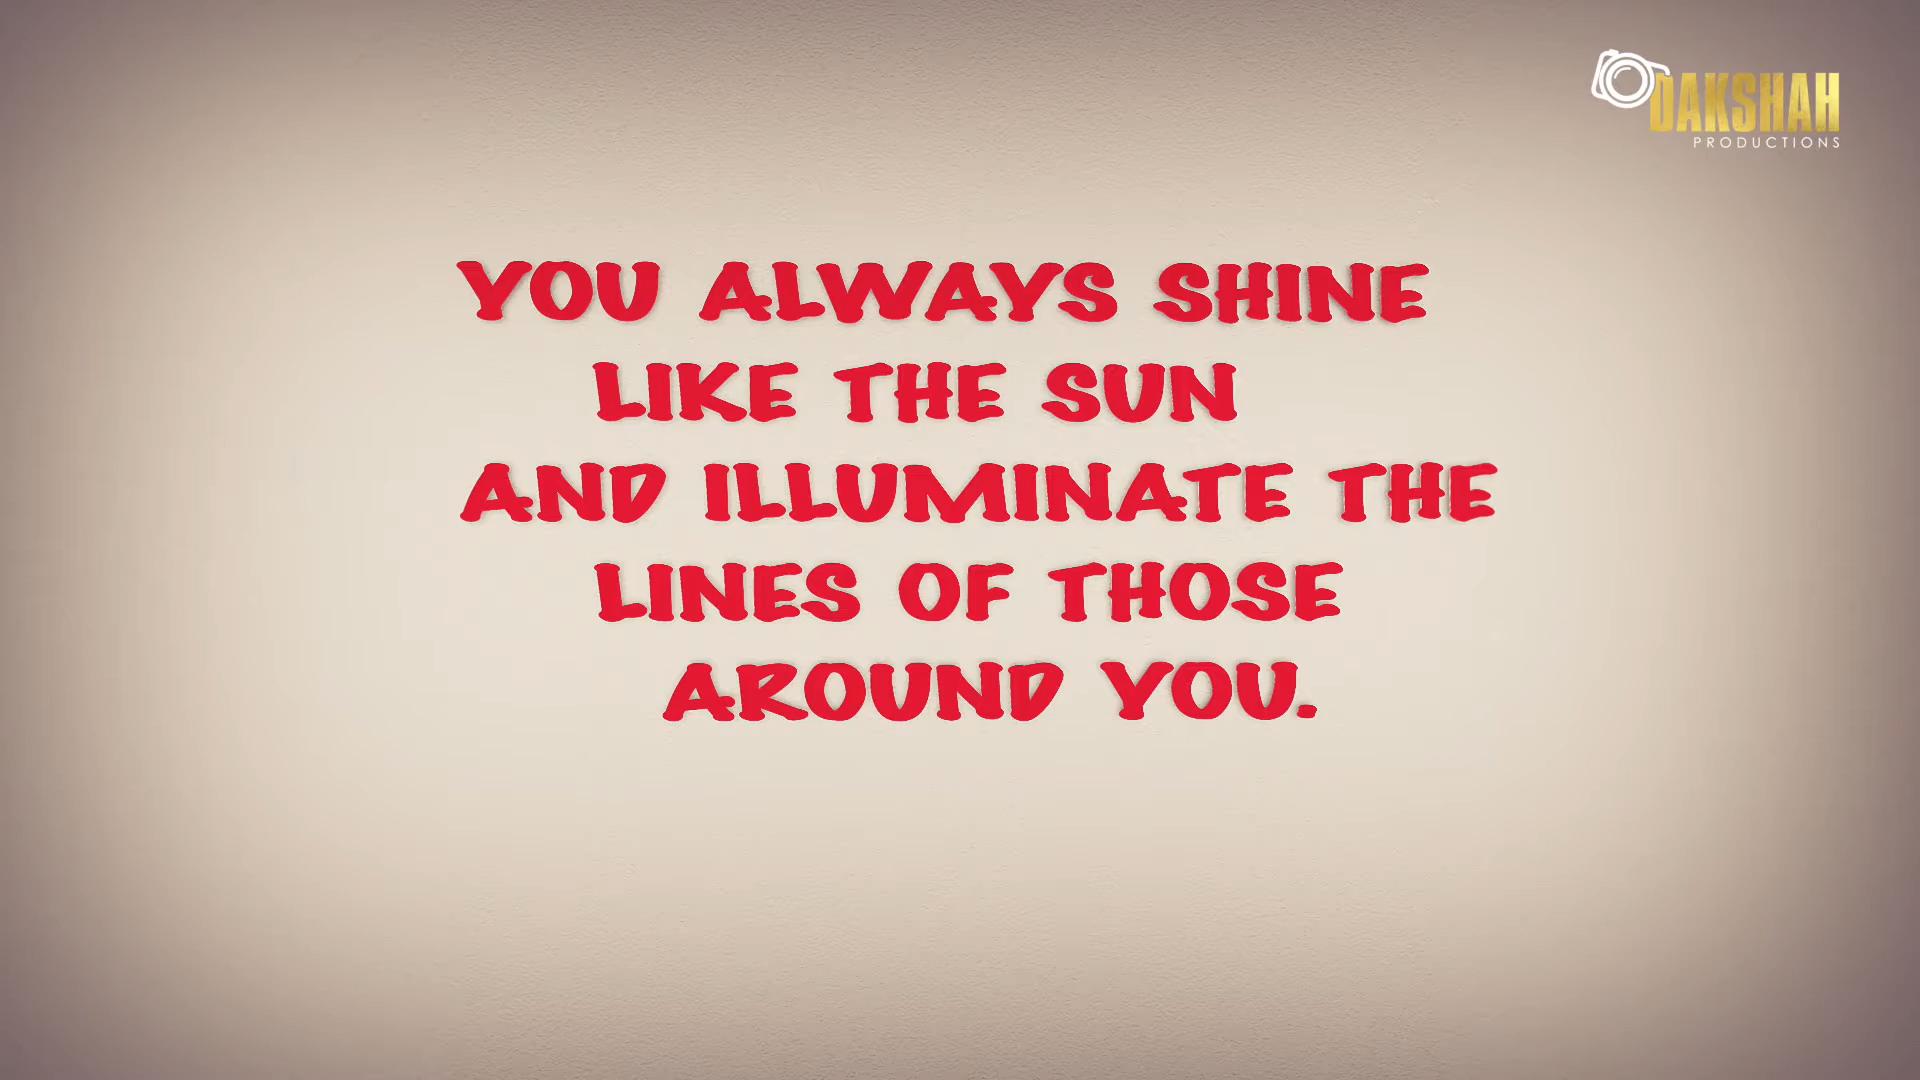 DAKSHAH
PRODUCTIONS
YOU ALWAYS SHINE
LIKE THE SUN
AND ILLUMINATE THE
LINES OF THOSE
AROUND YOU.